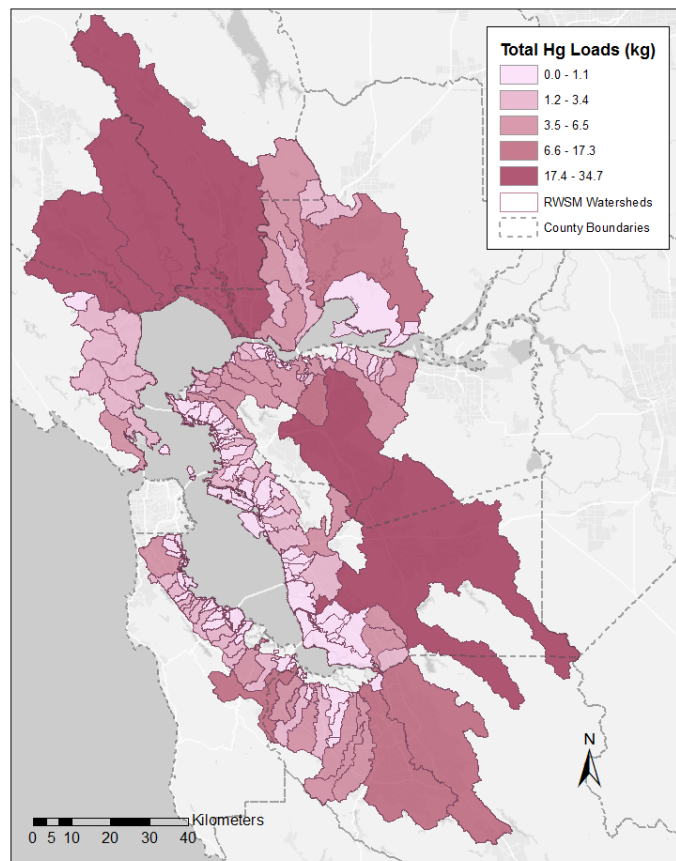 Total Hg Loads (kg)
0.0 - 1.1
1.2 - 3.4
3.5 - 6.5
6.6 - 17.3
17.4 - 34.7
RWSM Watersheds
County Boundaries
N
Kilometers
0 5 10 20 30 40